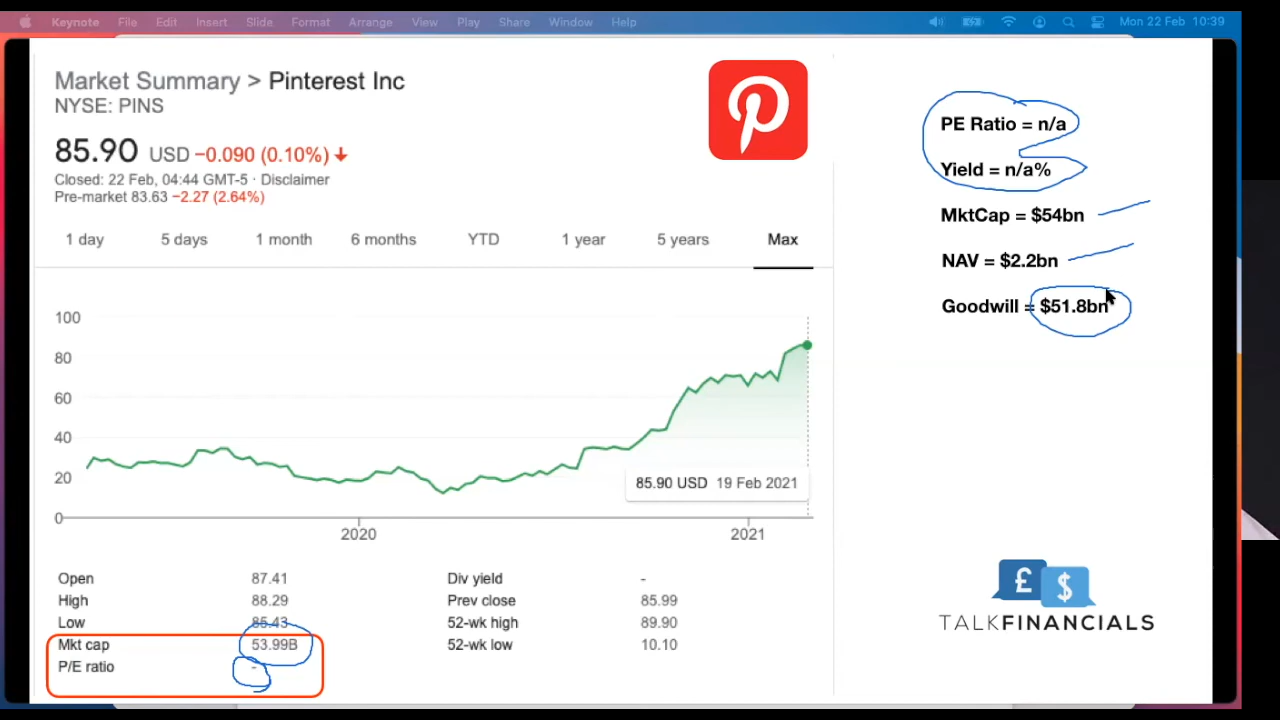 Keynote File Edit Insert Slide Format Arrange View Play Share Window Help Mon 22 Feb 10:39
Market Summary > Pinterest Inc
NYSE: PINS
85.90 USD −0.090 (0.10%) ↓
Closed: 22 Feb, 04:44 GMT-5 · Disclaimer
Pre-market 83.63 −2.27 (2.64%)
1 day 5 days 1 month 6 months YTD 1 year 5 years Max
100
80
60
40
20
0
85.90 USD 19 Feb 2021
2020 2021
Open 87.41 Div yield -
High 88.29 Prev close 85.99
Low 85.43 52-wk high 89.90
Mkt cap 53.99B 52-wk low 10.10
P/E ratio -
PE Ratio = n/a
Yield = n/a%
MktCap = $54bn
NAV = $2.2bn
Goodwill = $51.8bn
£ $
TALKFINANCIALS